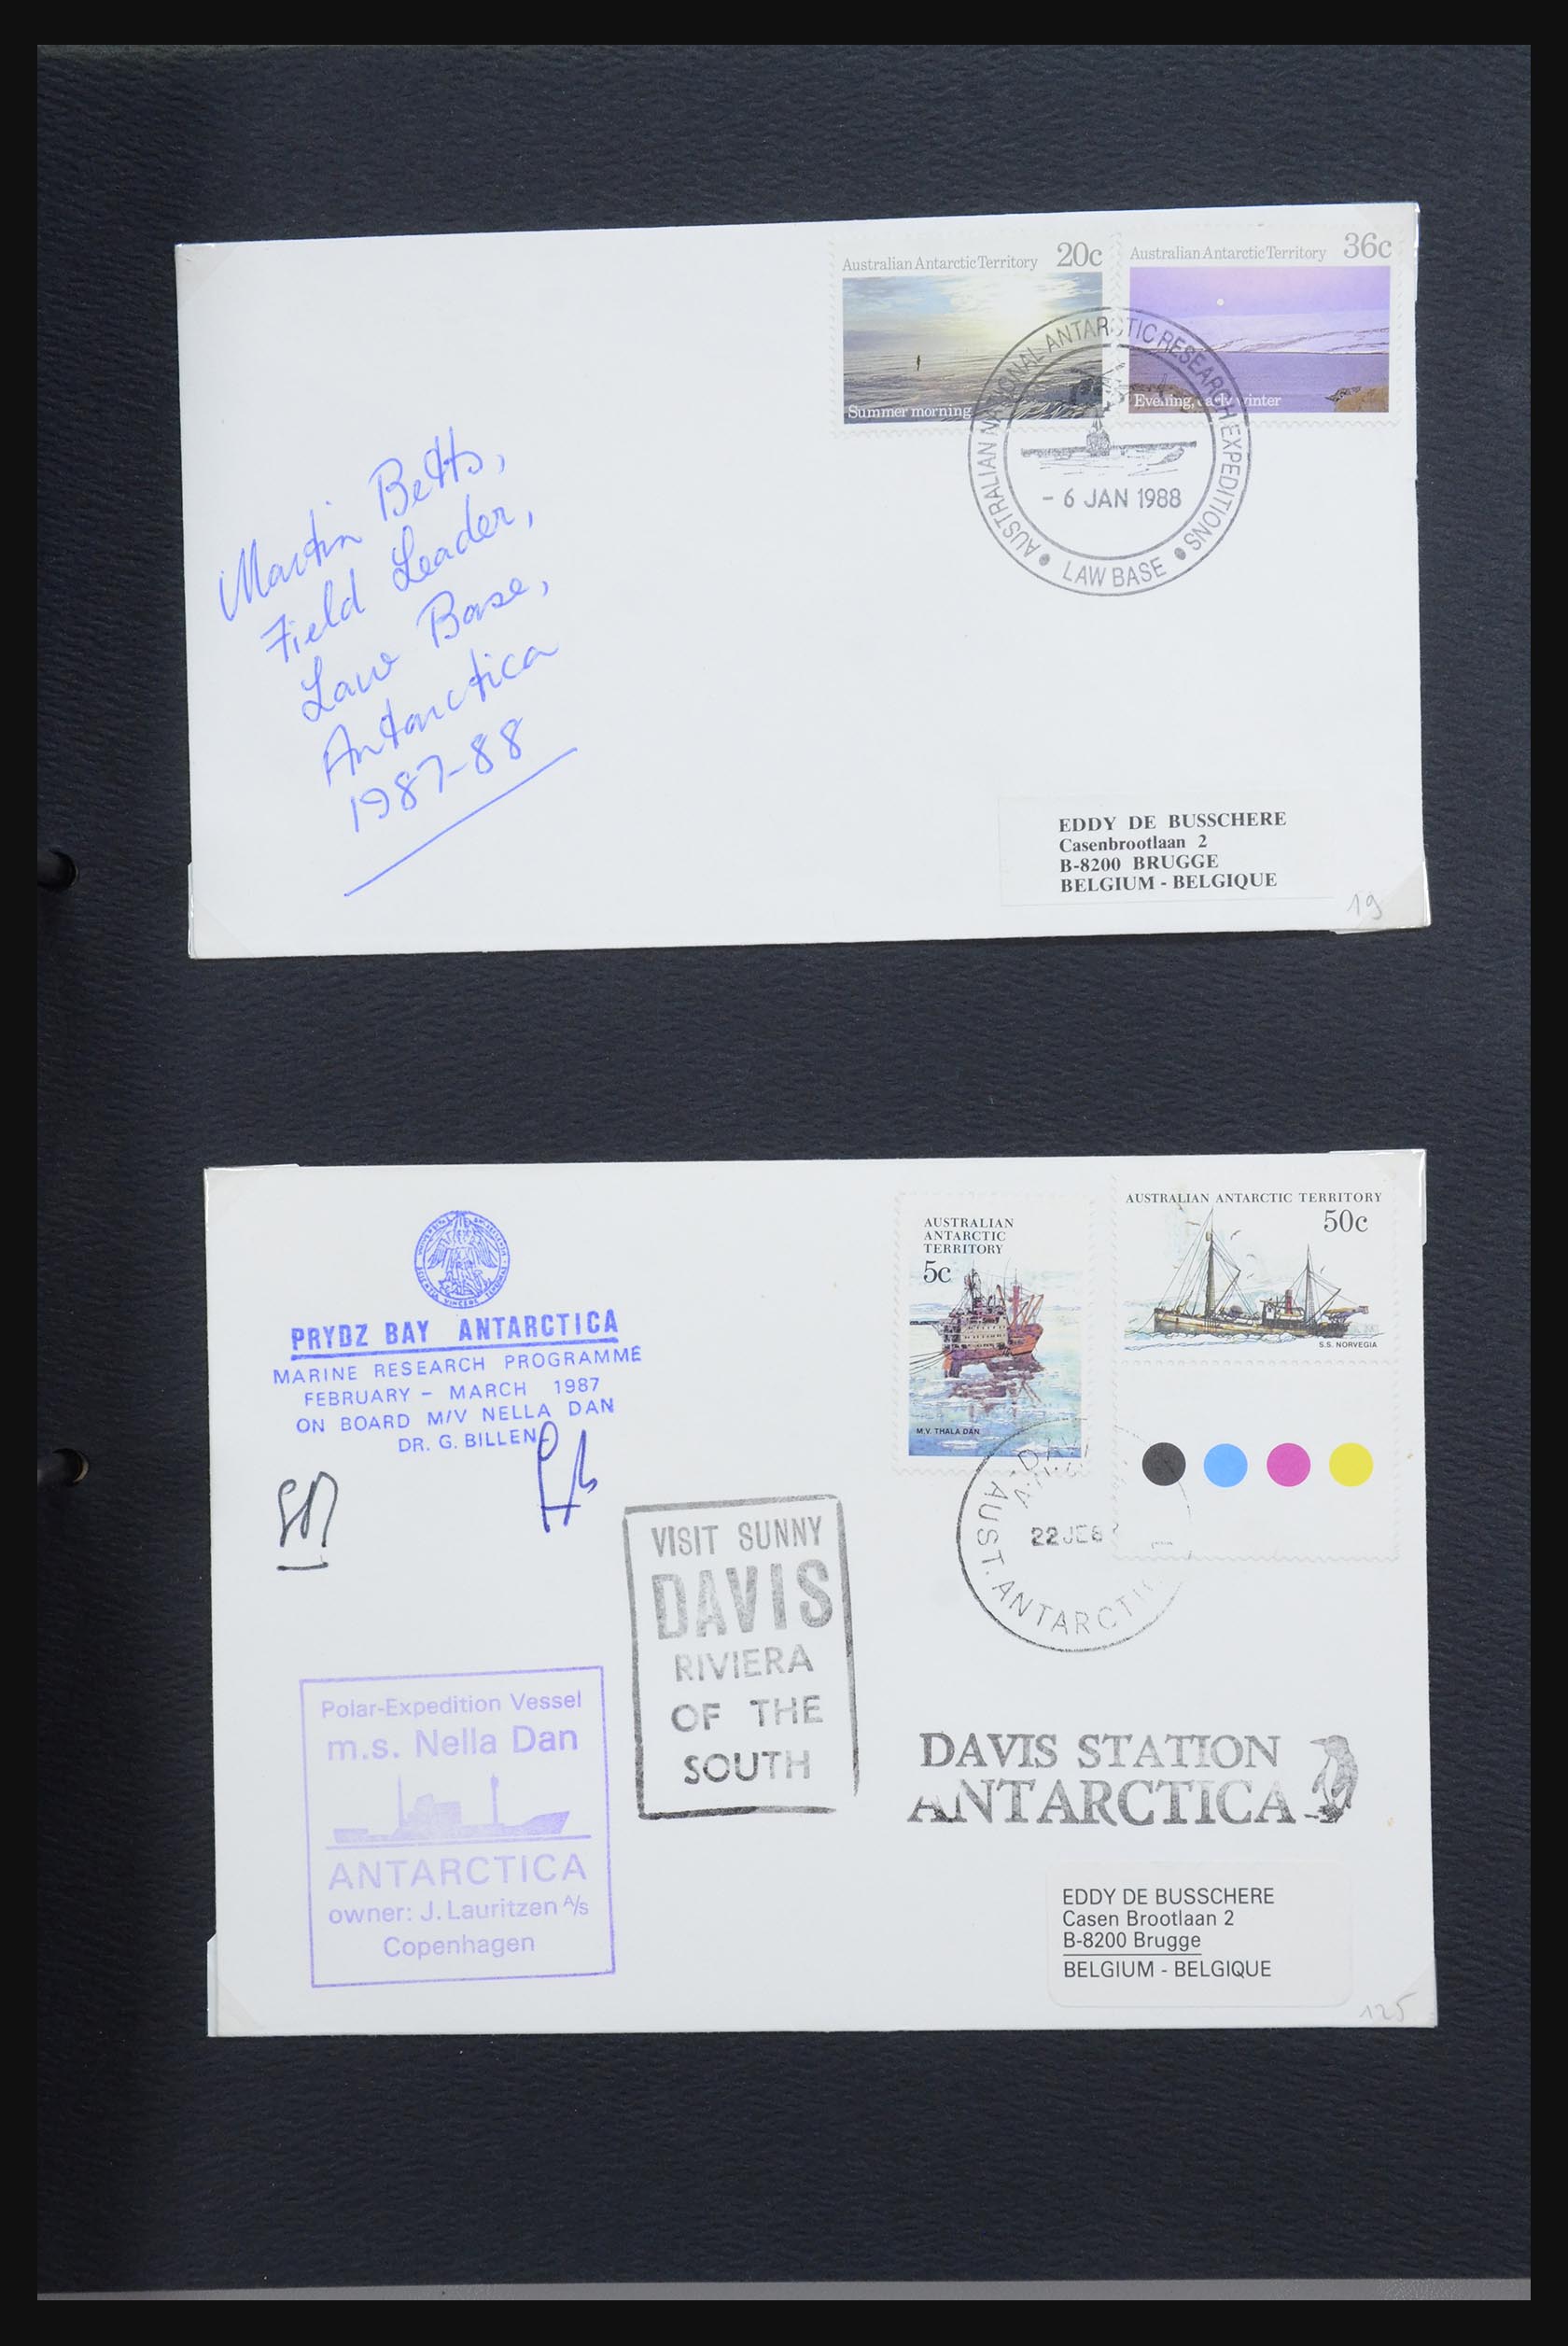 Australian Antarctic Territory 20c
Summer morning
Australian Antarctic Territory 36c
Evening, early winter
AUSTRALIAN NATIONAL ANTARCTIC RESEARCH EXPEDITIONS
- 6 JAN 1988
LAW BASE
Martin Betts,
Field Leader,
Law Base,
Antarctica
1987-88
EDDY DE BUSSCHERE
Casenbrootlaan 2
B-8200 BRUGGE
BELGIUM - BELGIQUE
19
PRYDZ BAY ANTARCTICA
MARINE RESEARCH PROGRAMME
FEBRUARY - MARCH 1987
ON BOARD M/V NELLA DAN
DR. G. BILLEN
AUSTRALIAN
ANTARCTIC
TERRITORY
5c
M.V. THALA DAN
AUSTRALIAN ANTARCTIC TERRITORY
50c
S.S. NORVEGIA
22JE8
AUST. ANTARCTIC
VISIT SUNNY
DAVIS
RIVIERA
OF THE
SOUTH
Polar-Expedition Vessel
m.s. Nella Dan
ANTARCTICA
owner: J. Lauritzen A/s
Copenhagen
DAVIS STATION
ANTARCTICA
EDDY DE BUSSCHERE
Casen Brootlaan 2
B-8200 Brugge
BELGIUM - BELGIQUE
125